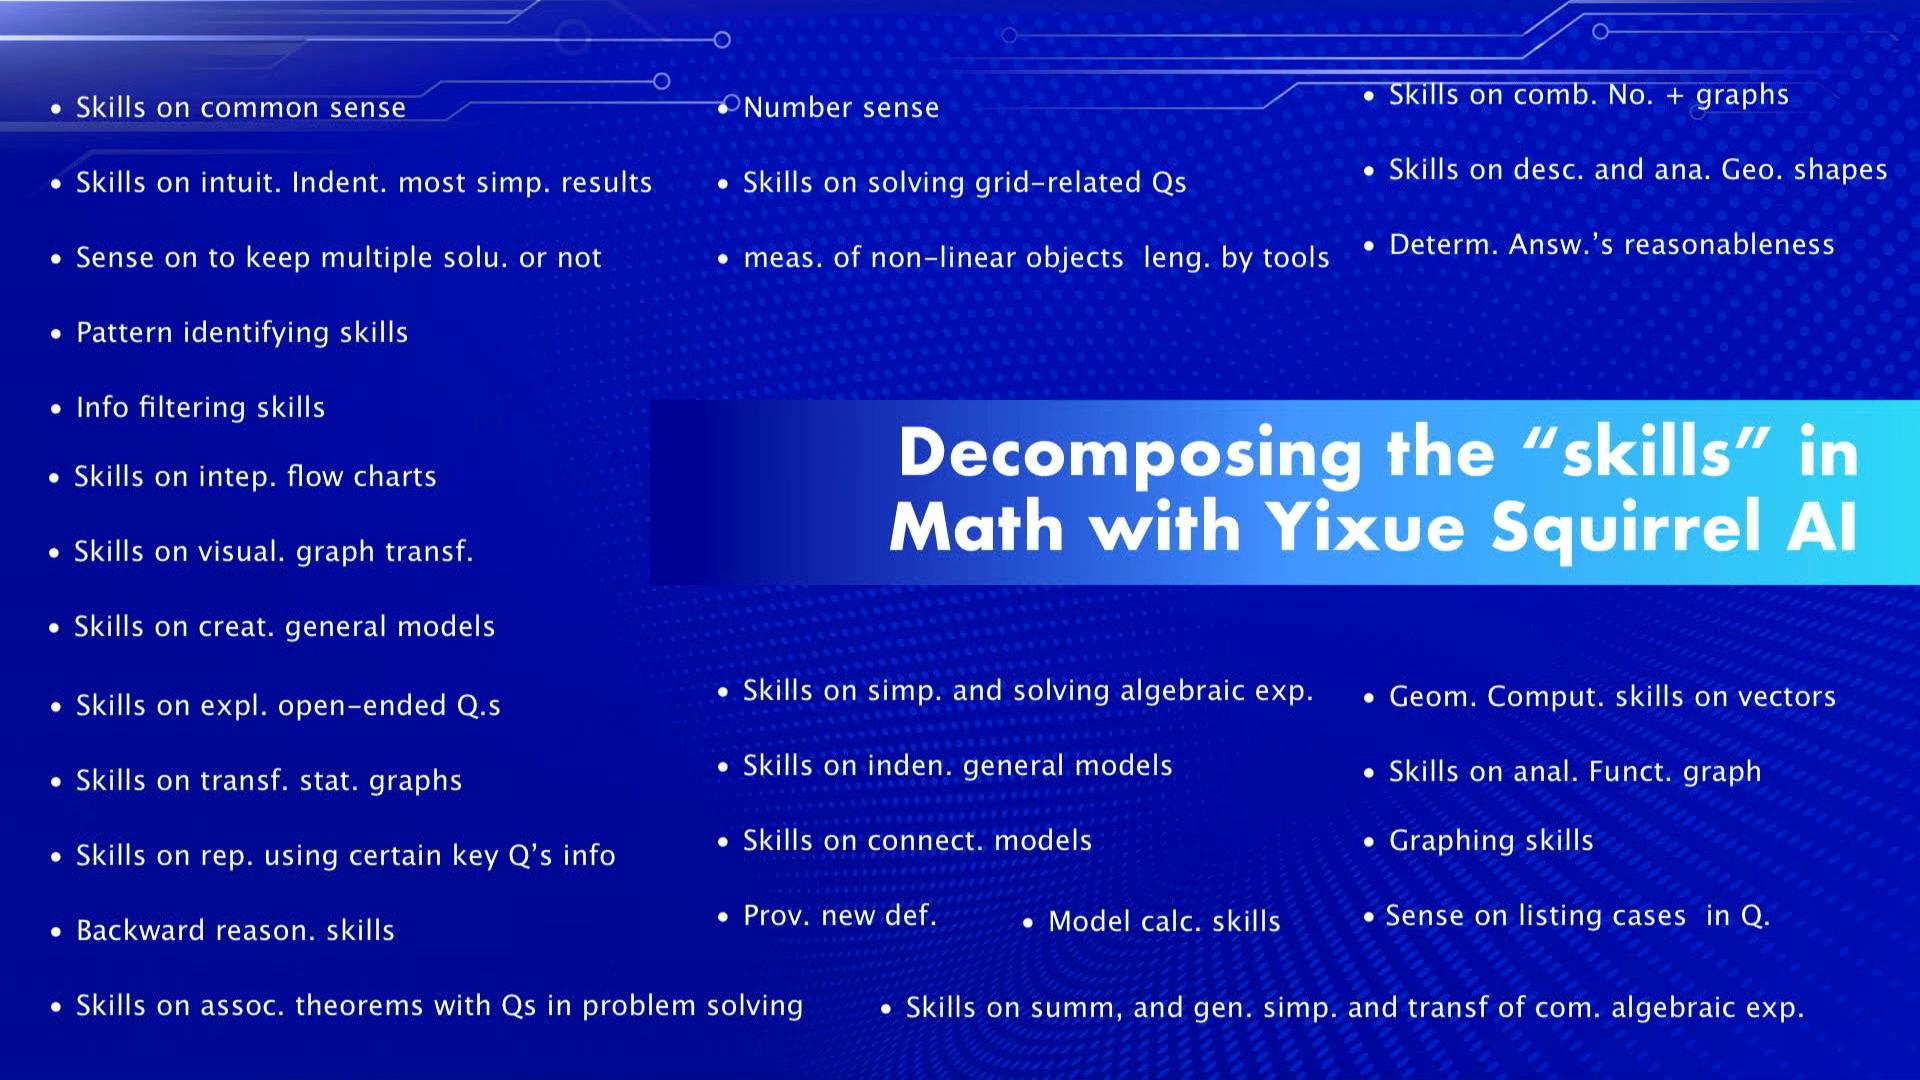 Skills on common sense
Skills on intuit. Indent. most simp. results
Sense on to keep multiple solu. or not
Pattern identifying skills
Info filtering skills
Skills on intep. flow charts
Skills on visual. graph transf.
Skills on creat. general models
Skills on expl. open-ended Q.s
Skills on transf. stat. graphs
Skills on rep. using certain key Q’s info
Backward reason. skills
Skills on assoc. theorems with Qs in problem solving
Number sense
Skills on solving grid-related Qs
meas. of non-linear objects leng. by tools
Skills on comb. No. + graphs
Skills on desc. and ana. Geo. shapes
Determ. Answ.’s reasonableness
Decomposing the “skills” in
Math with Yixue Squirrel AI
Skills on simp. and solving algebraic exp.
Skills on inden. general models
Skills on connect. models
Prov. new def.
Model calc. skills
Geom. Comput. skills on vectors
Skills on anal. Funct. graph
Graphing skills
Sense on listing cases in Q.
Skills on summ, and gen. simp. and transf of com. algebraic exp.